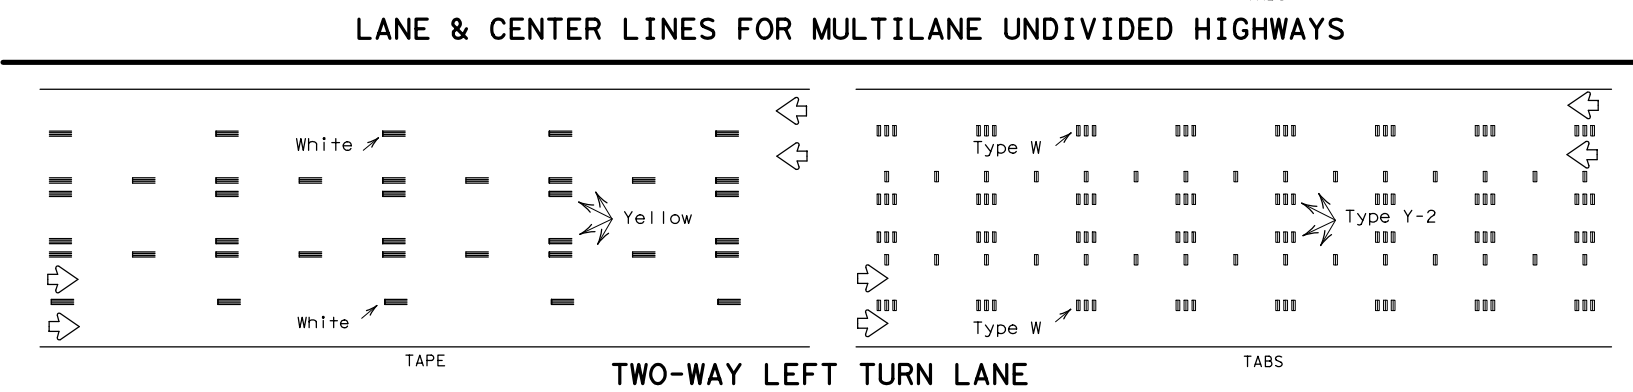 LANE & CENTER LINES FOR MULTILANE UNDIVIDED HIGHWAYS
White
Yellow
White
TAPE
Type W
Type Y-2
Type W
TABS
TWO-WAY LEFT TURN LANE